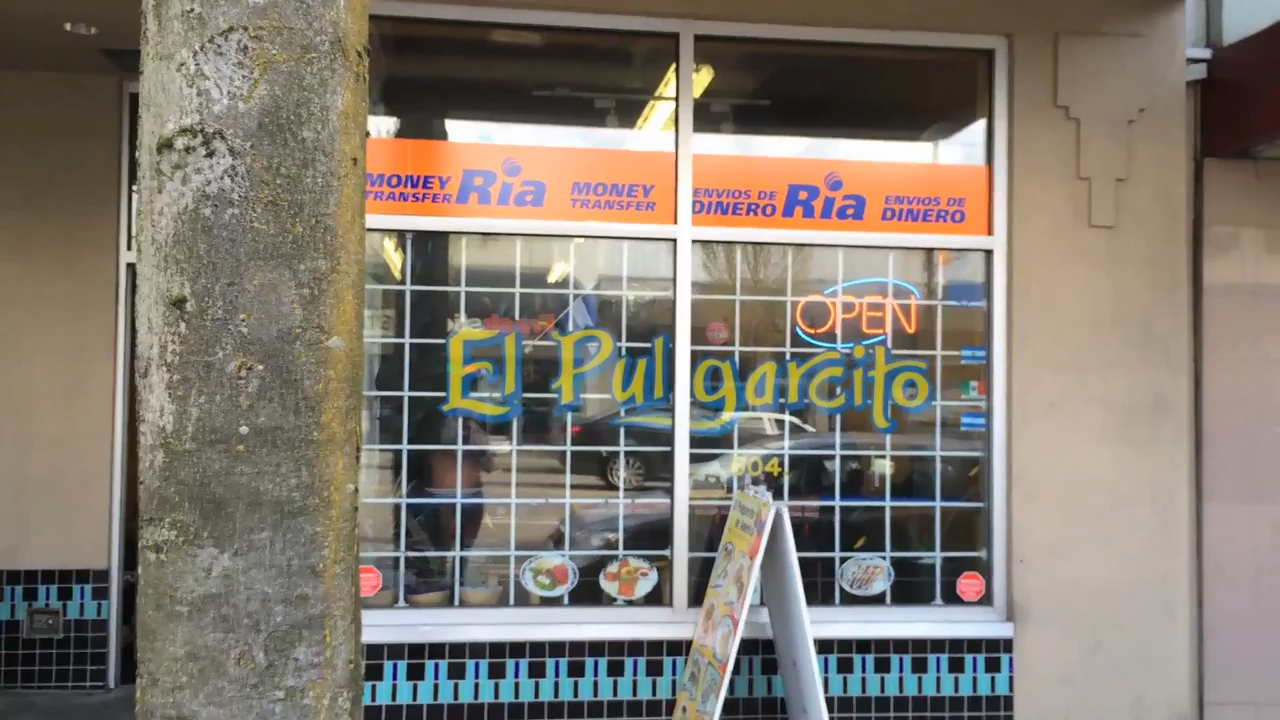 MONEY TRANSFER Ria MONEY TRANSFER
ENVIOS DE DINERO Ria ENVIOS DE DINERO
OPEN
El Pulgarcito
604